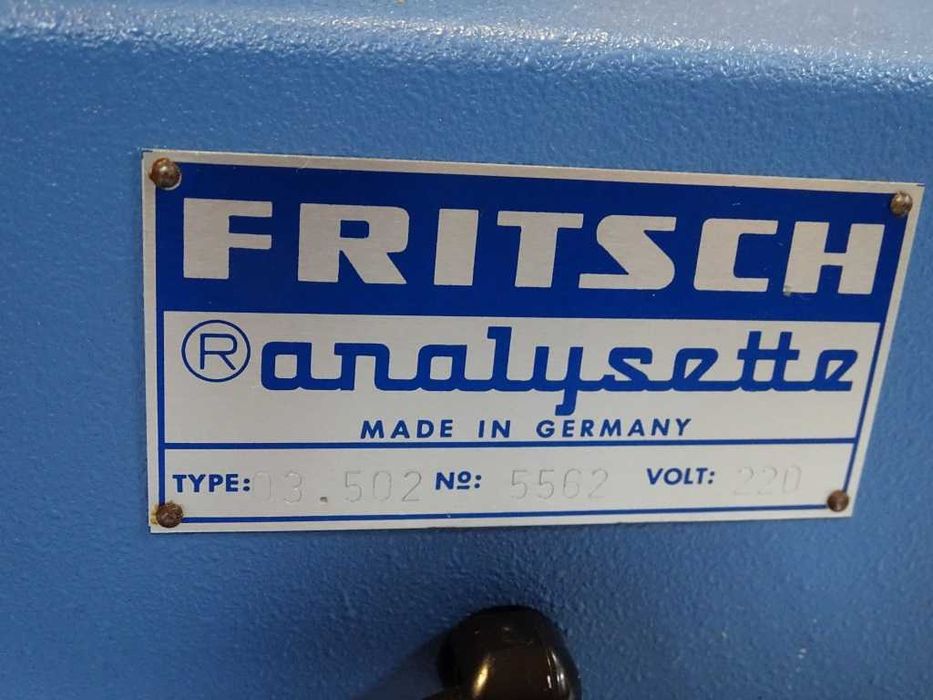 FRITSCH
® analysette
MADE IN GERMANY
TYPE: 03.502 Nº: 5562 VOLT: 220